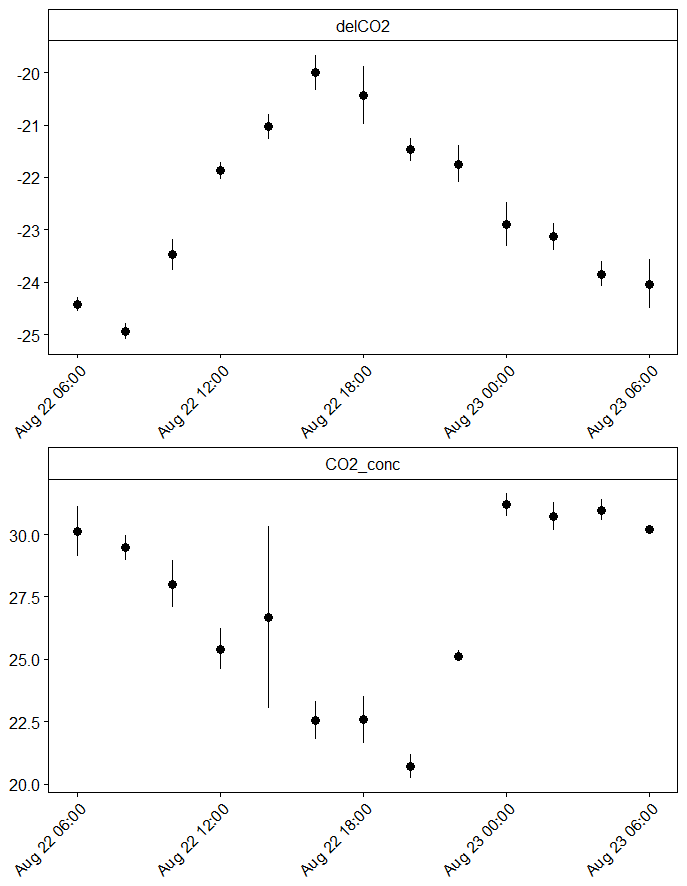 delCO2
-20
-21
-22
-23
-24
-25
Aug 22 06:00
Aug 22 12:00
Aug 22 18:00
Aug 23 00:00
Aug 23 06:00
CO2_conc
30.0
27.5
25.0
22.5
20.0
Aug 22 06:00
Aug 22 12:00
Aug 22 18:00
Aug 23 00:00
Aug 23 06:00